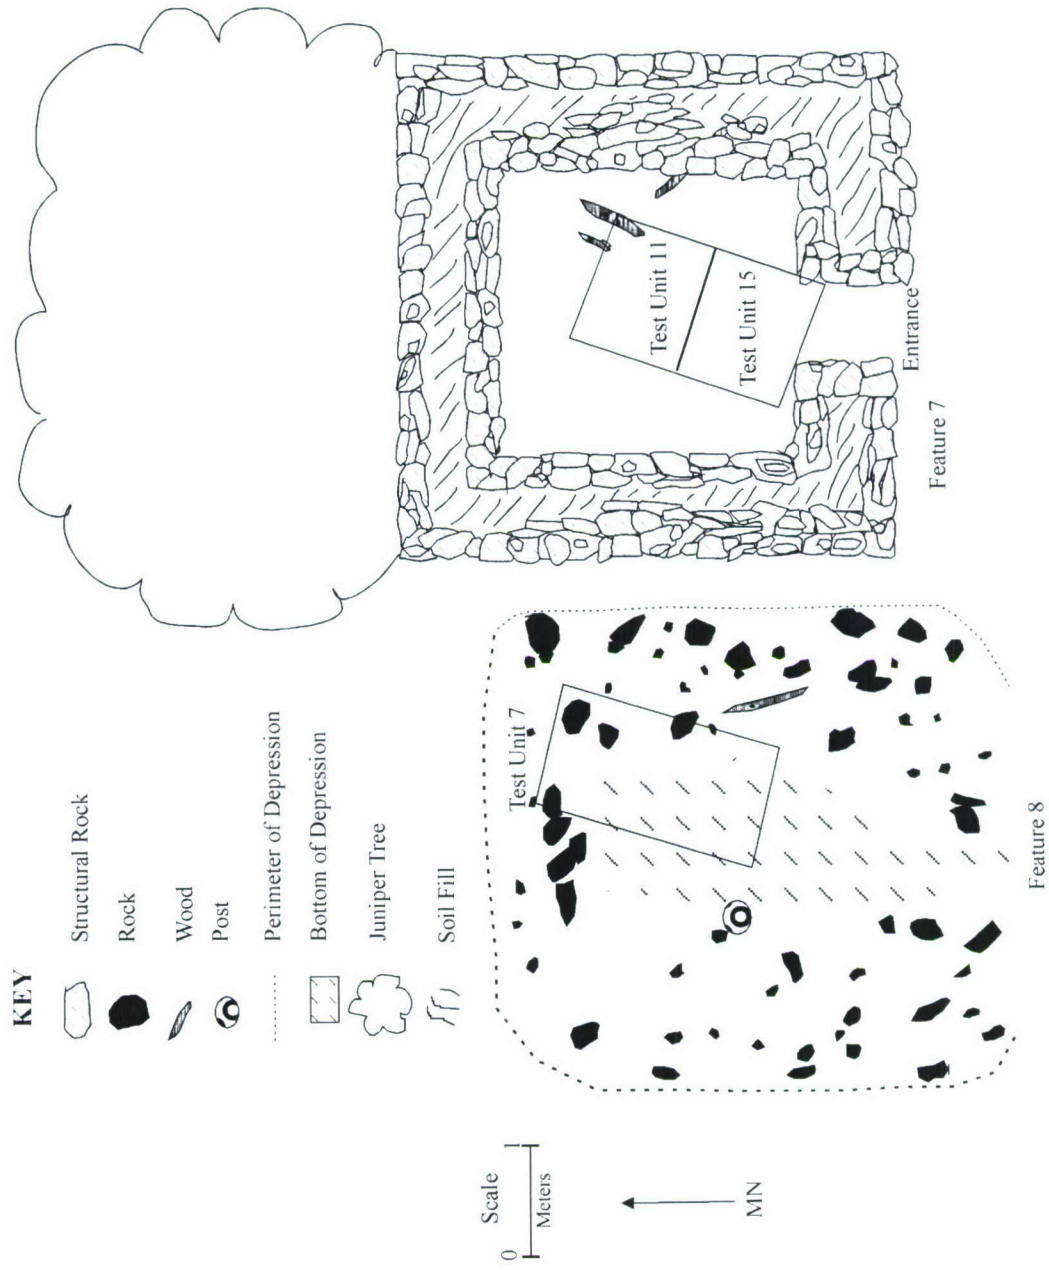 KEY
Structural Rock
Rock
Wood
Post
Perimeter of Depression
Bottom of Depression
Juniper Tree
Soil Fill
Scale
0 1
Meters
MN
Test Unit 7
Feature 8
Test Unit 11
Test Unit 15
Entrance
Feature 7